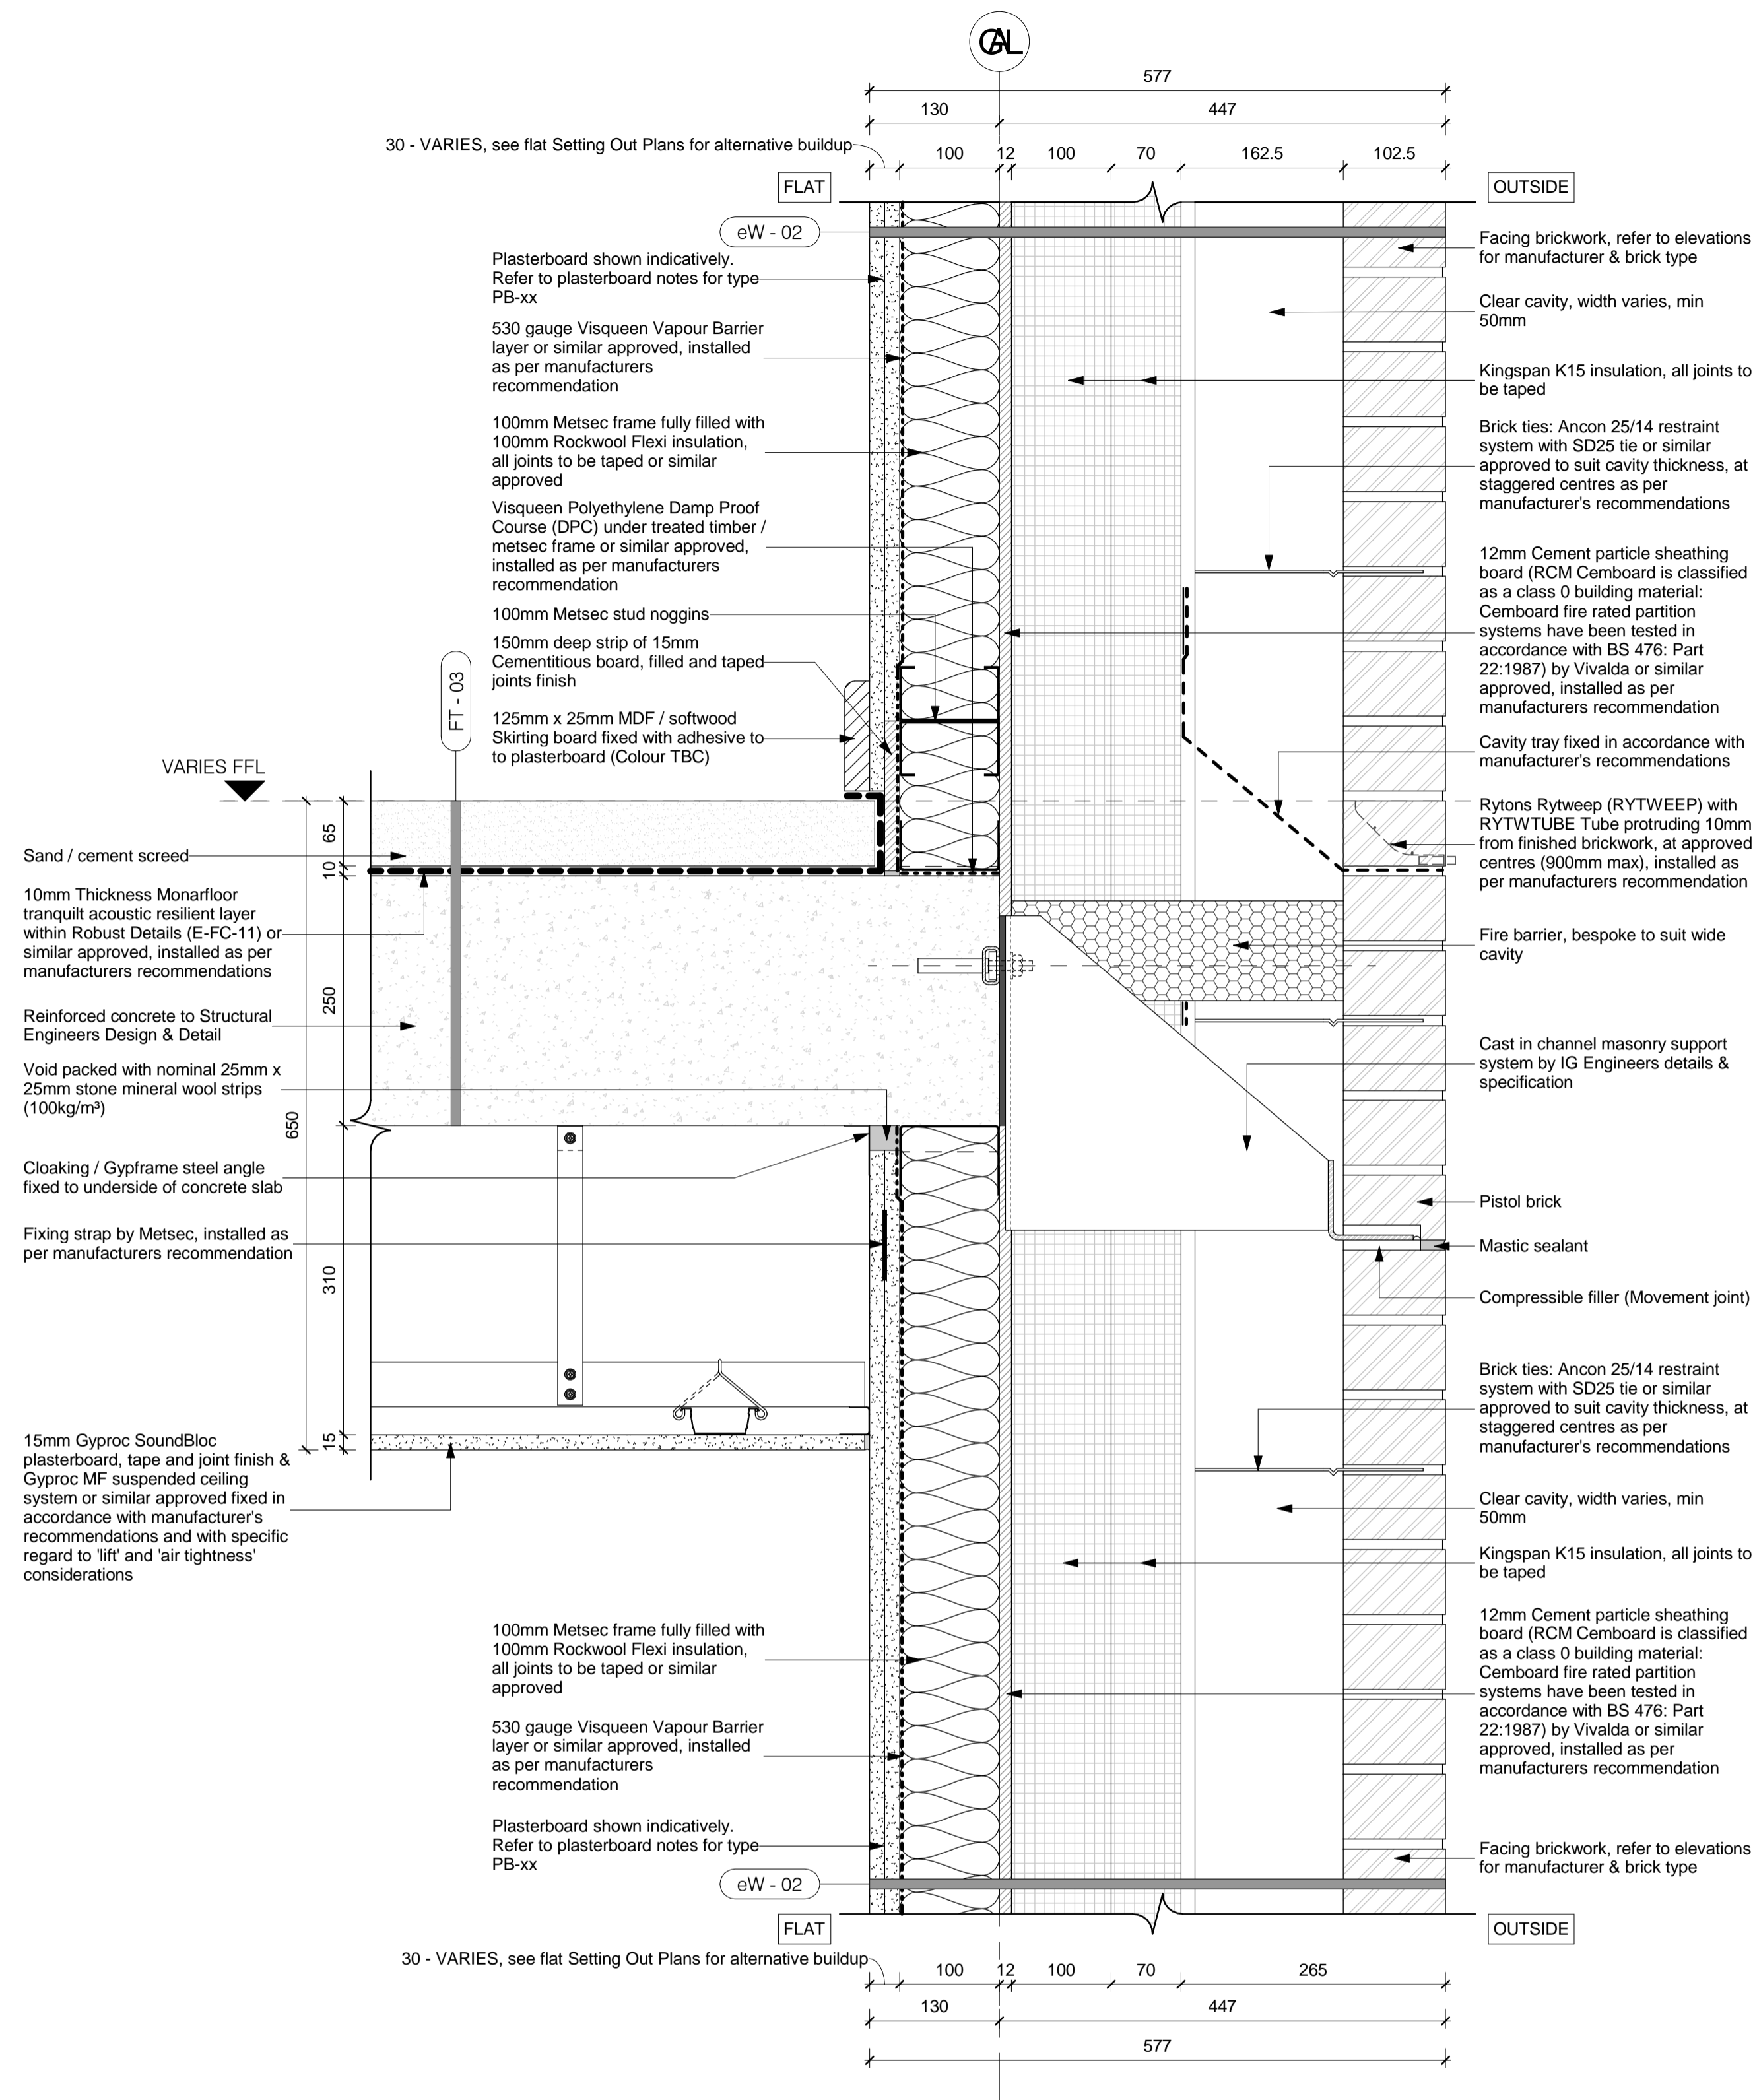 GAL
577
130
447
30 - VARIES, see flat Setting Out Plans for alternative buildup
100
12
100
70
162.5
102.5
FLAT
OUTSIDE
eW - 02
Plasterboard shown indicatively.
Refer to plasterboard notes for type
PB-xx
530 gauge Visqueen Vapour Barrier
layer or similar approved, installed
as per manufacturers
recommendation
100mm Metsec frame fully filled with
100mm Rockwool Flexi insulation,
all joints to be taped or similar
approved
Visqueen Polyethylene Damp Proof
Course (DPC) under treated timber /
metsec frame or similar approved,
installed as per manufacturers
recommendation
100mm Metsec stud noggins
150mm deep strip of 15mm
Cementitious board, filled and taped
joints finish
125mm x 25mm MDF / softwood
Skirting board fixed with adhesive to
to plasterboard (Colour TBC)
FT - 03
VARIES FFL
Facing brickwork, refer to elevations
for manufacturer & brick type
Clear cavity, width varies, min
50mm
Kingspan K15 insulation, all joints to
be taped
Brick ties: Ancon 25/14 restraint
system with SD25 tie or similar
approved to suit cavity thickness, at
staggered centres as per
manufacturer's recommendations
12mm Cement particle sheathing
board (RCM Cemboard is classified
as a class 0 building material:
Cemboard fire rated partition
systems have been tested in
accordance with BS 476: Part
22:1987) by Vivalda or similar
approved, installed as per
manufacturers recommendation
Cavity tray fixed in accordance with
manufacturer's recommendations
Rytons Rytweep (RYTWEEP) with
RYTWTUBE Tube protruding 10mm
from finished brickwork, at approved
centres (900mm max), installed as
per manufacturers recommendation
Fire barrier, bespoke to suit wide
cavity
Cast in channel masonry support
system by IG Engineers details &
specification
Pistol brick
Mastic sealant
Compressible filler (Movement joint)
Brick ties: Ancon 25/14 restraint
system with SD25 tie or similar
approved to suit cavity thickness, at
staggered centres as per
manufacturer's recommendations
Clear cavity, width varies, min
50mm
Kingspan K15 insulation, all joints to
be taped
12mm Cement particle sheathing
board (RCM Cemboard is classified
as a class 0 building material:
Cemboard fire rated partition
systems have been tested in
accordance with BS 476: Part
22:1987) by Vivalda or similar
approved, installed as per
manufacturers recommendation
Facing brickwork, refer to elevations
for manufacturer & brick type
65
10
250
650
310
15
Sand / cement screed
10mm Thickness Monarfloor
tranquilt acoustic resilient layer
within Robust Details (E-FC-11) or
similar approved, installed as per
manufacturers recommendations
Reinforced concrete to Structural
Engineers Design & Detail
Void packed with nominal 25mm x
25mm stone mineral wool strips
(100kg/m³)
Cloaking / Gypframe steel angle
fixed to underside of concrete slab
Fixing strap by Metsec, installed as
per manufacturers recommendation
15mm Gyproc SoundBloc
plasterboard, tape and joint finish &
Gyproc MF suspended ceiling
system or similar approved fixed in
accordance with manufacturer's
recommendations and with specific
regard to 'lift' and 'air tightness'
considerations
100mm Metsec frame fully filled with
100mm Rockwool Flexi insulation,
all joints to be taped or similar
approved
530 gauge Visqueen Vapour Barrier
layer or similar approved, installed
as per manufacturers
recommendation
Plasterboard shown indicatively.
Refer to plasterboard notes for type
PB-xx
eW - 02
FLAT
OUTSIDE
30 - VARIES, see flat Setting Out Plans for alternative buildup
100
12
100
70
265
130
447
577